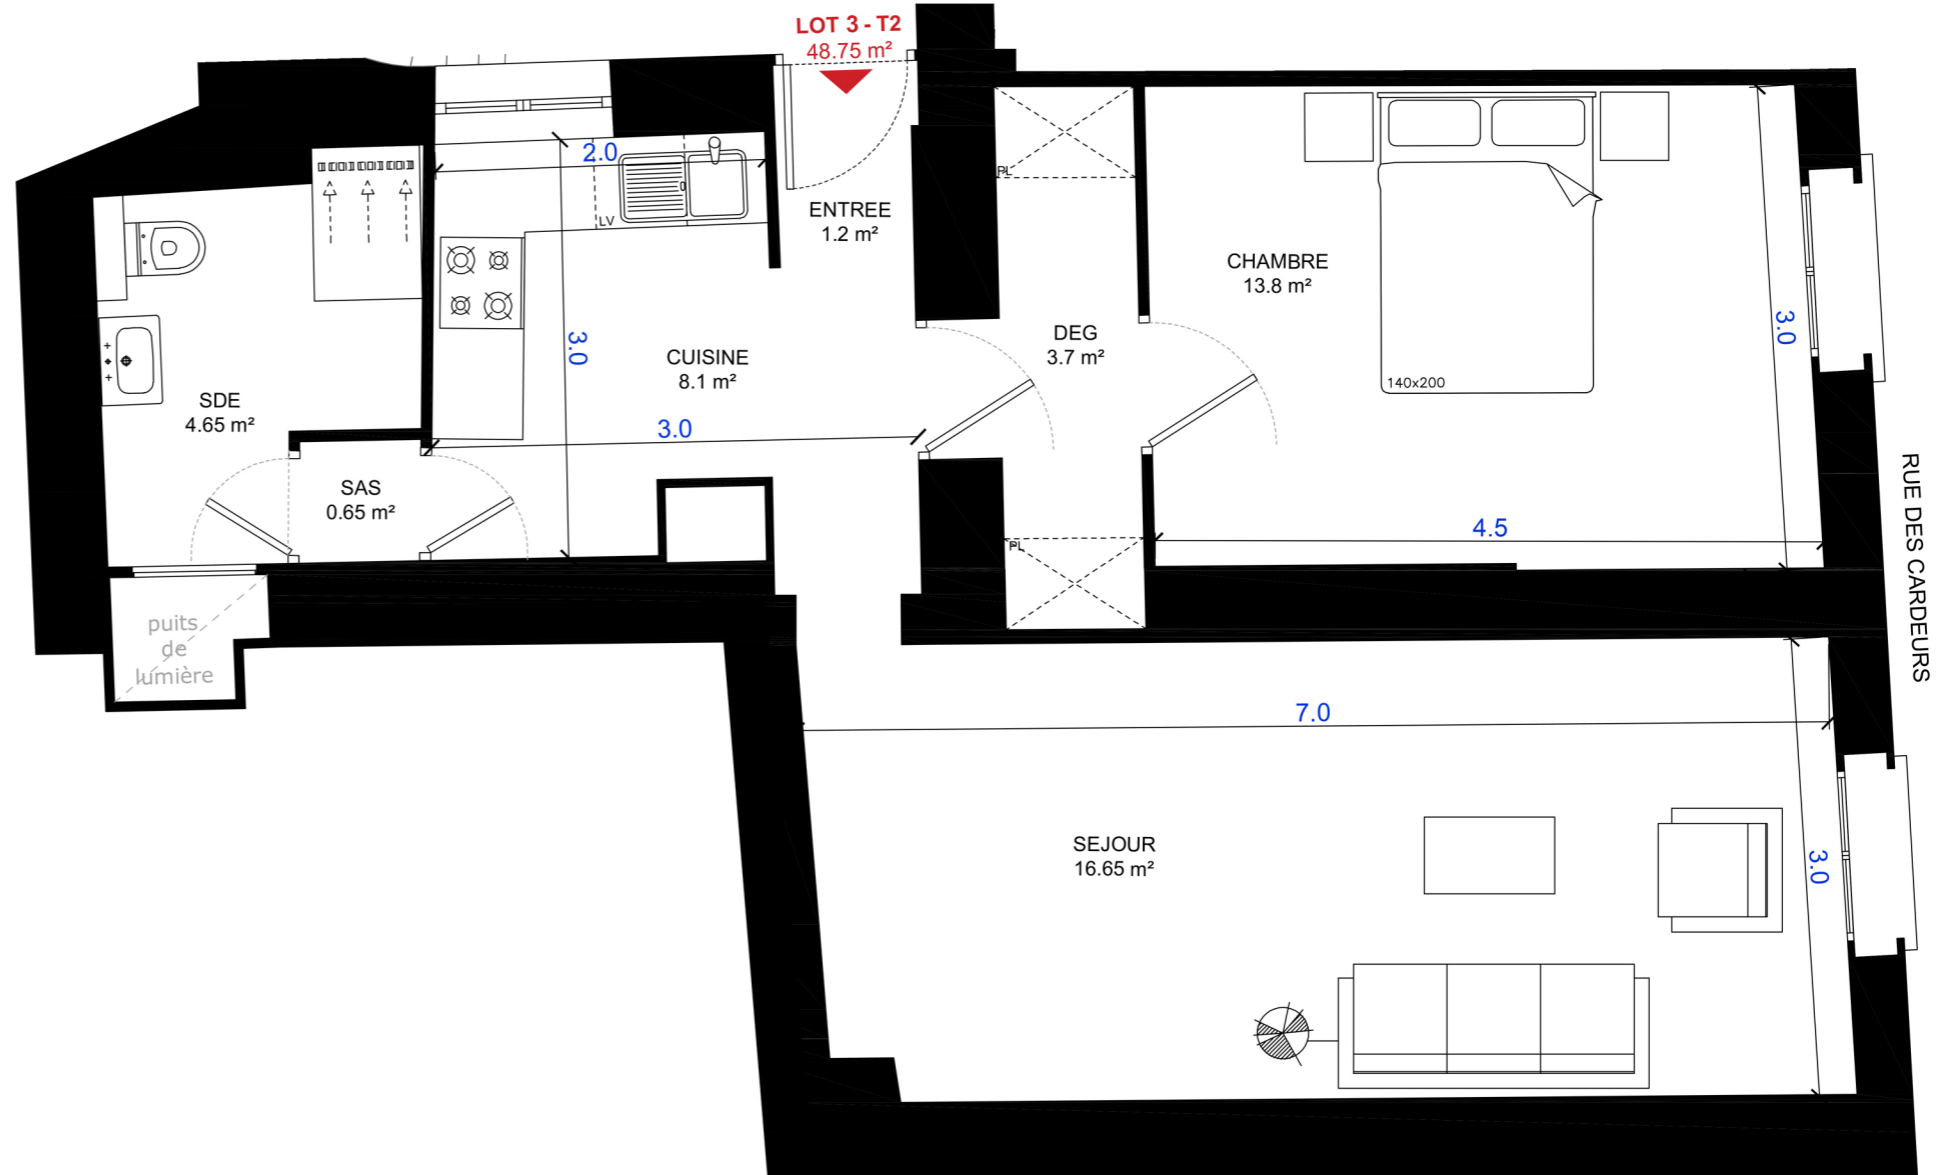 LOT 3 - T2
48.75 m²
2.0
LV
ENTREE
1.2 m²
PL
CHAMBRE
13.8 m²
3.0
3.0
DEG
3.7 m²
CUISINE
8.1 m²
140x200
SDE
4.65 m²
3.0
SAS
0.65 m²
4.5
PL
RUE DES CARDEURS
puits
de
lumière
7.0
SEJOUR
16.65 m²
3.0